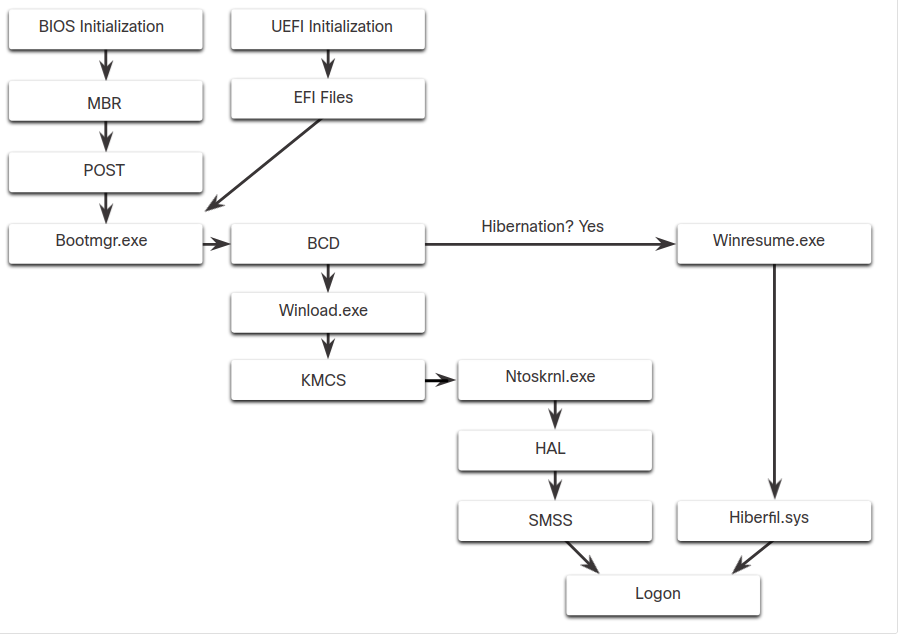 BIOS Initialization
UEFI Initialization
MBR
EFI Files
POST
Bootmgr.exe
BCD
Hibernation? Yes
Winresume.exe
Winload.exe
KMCS
Ntoskrnl.exe
HAL
SMSS
Hiberfil.sys
Logon